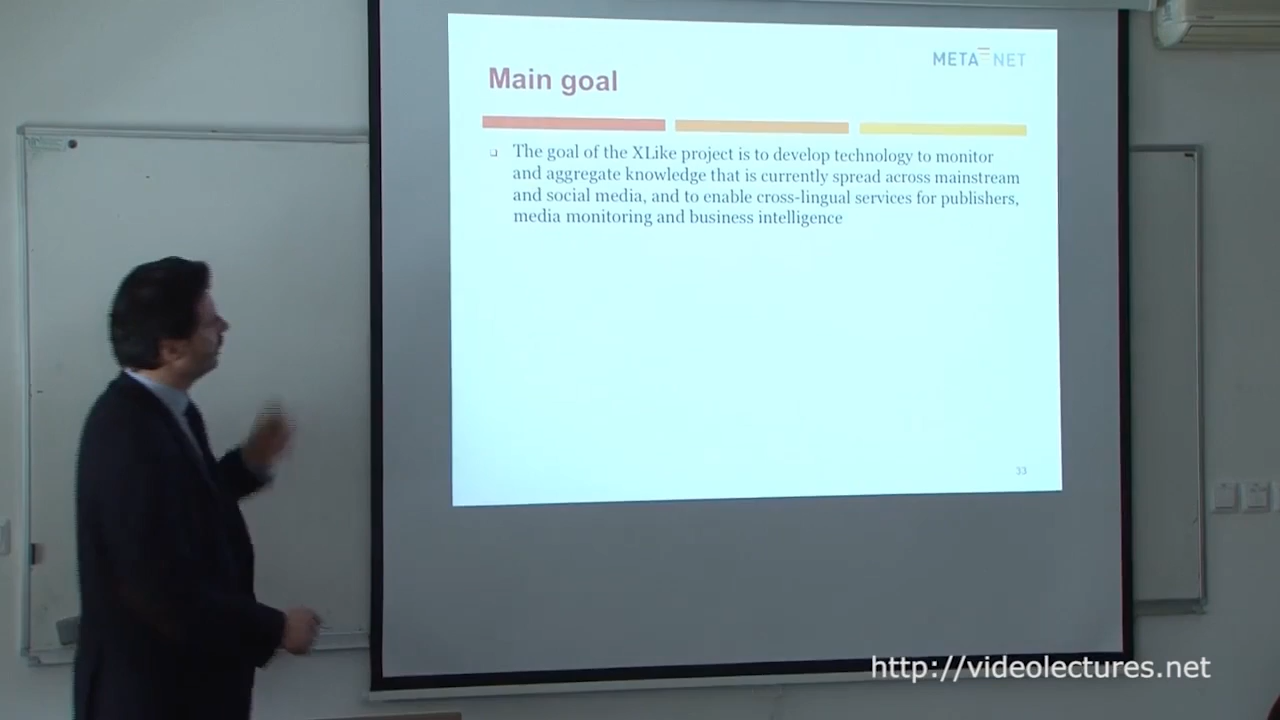 META NET
Main goal
The goal of the XLike project is to develop technology to monitor
and aggregate knowledge that is currently spread across mainstream
and social media, and to enable cross-lingual services for publishers,
media monitoring and business intelligence
33
http://videolectures.net